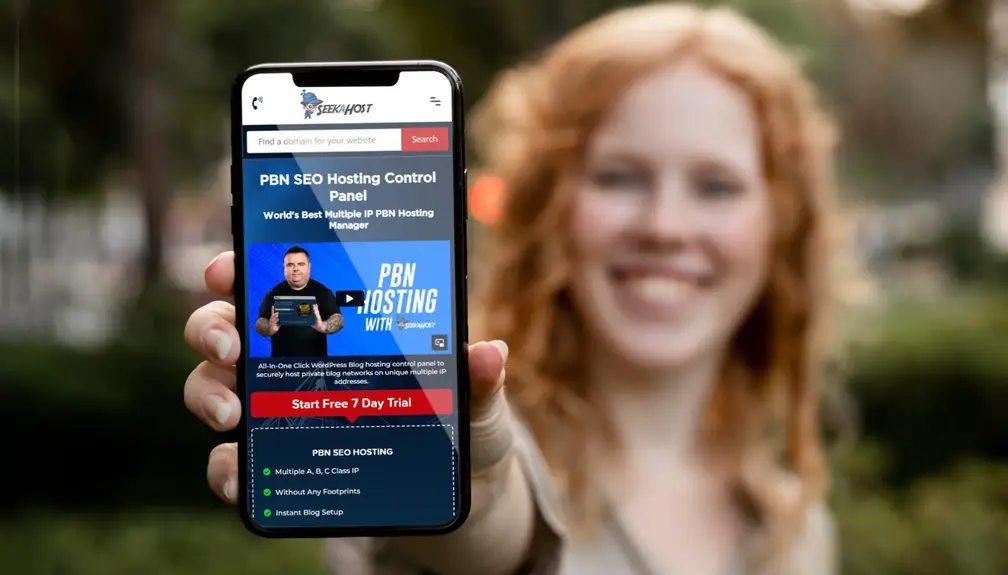 SEEKAHOST
Find a domain for your website
Search
PBN SEO Hosting Control
Panel
World's Best Multiple IP PBN Hosting
Manager
PBN
HOSTING
WITH SEEKAHOST
All-In-One Click WordPress Blog hosting control panel to
securely host private blog networks on unique multiple IP
addresses.
Start Free 7 Day Trial
PBN SEO HOSTING
Multiple A, B, C Class IP
Without Any Footprints
Instant Blog Setup